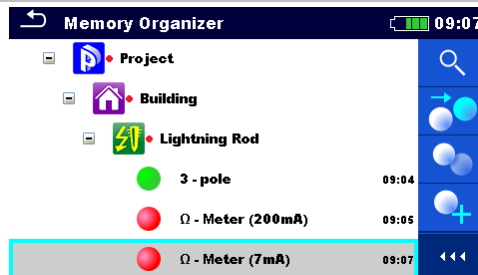 Memory Organizer 09:07
Project
Building
Lightning Rod
3 - pole 09:04
Ω - Meter (200mA) 09:05
Ω - Meter (7mA) 09:07